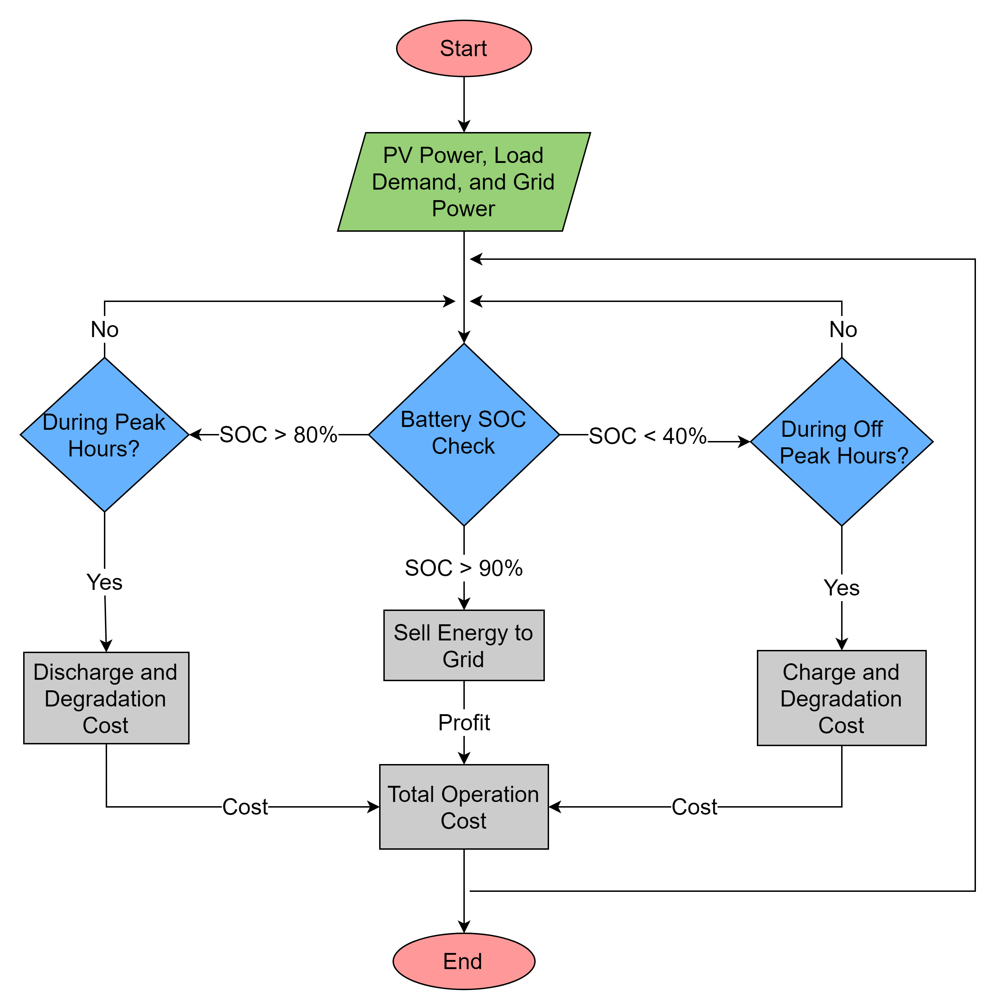 Start
PV Power, Load
Demand, and Grid
Power
No
No
During Peak
Hours?
SOC > 80%
Battery SOC
Check
SOC < 40%
During Off
Peak Hours?
SOC > 90%
Yes
Yes
Sell Energy to
Grid
Discharge and
Degradation
Cost
Charge and
Degradation
Cost
Profit
Cost
Total Operation
Cost
Cost
End